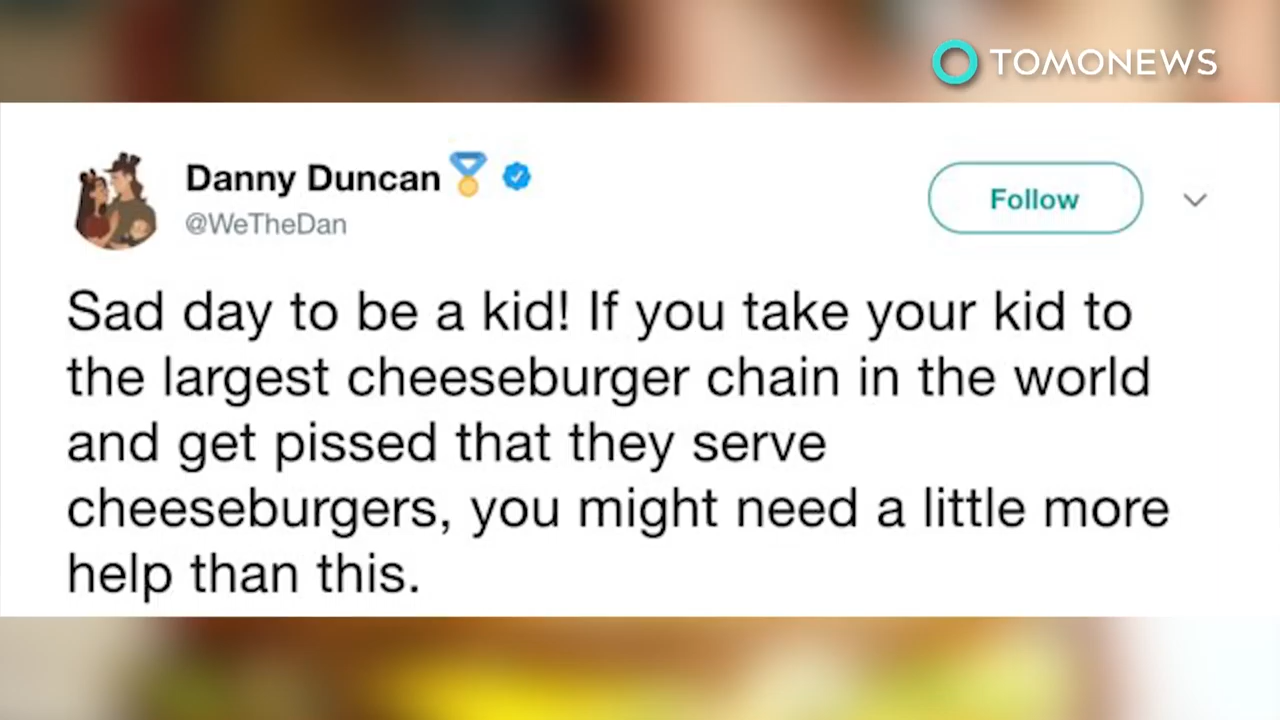 TOMONEWS
Danny Duncan
@WeTheDan
Follow
Sad day to be a kid! If you take your kid to
the largest cheeseburger chain in the world
and get pissed that they serve
cheeseburgers, you might need a little more
help than this.